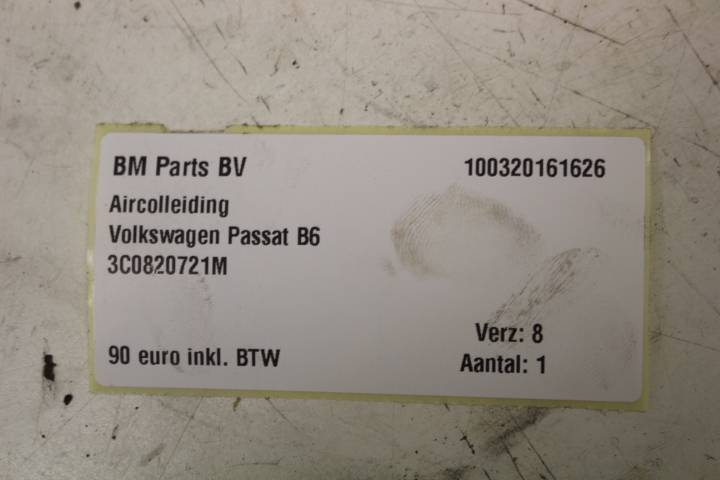 BM Parts BV 100320161626
Aircolleiding
Volkswagen Passat B6
3C0820721M
Verz: 8
90 euro inkl. BTW Aantal: 1